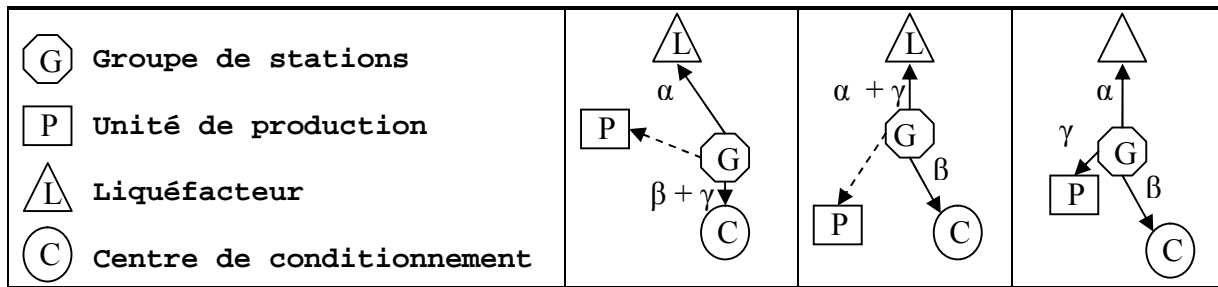 G Groupe de stations
P Unité de production
L Liquéfacteur
C Centre de conditionnement
L
α
P
G
β + γ
C
L
α + γ
G
β
P
C
α
γ
G
P
β
C